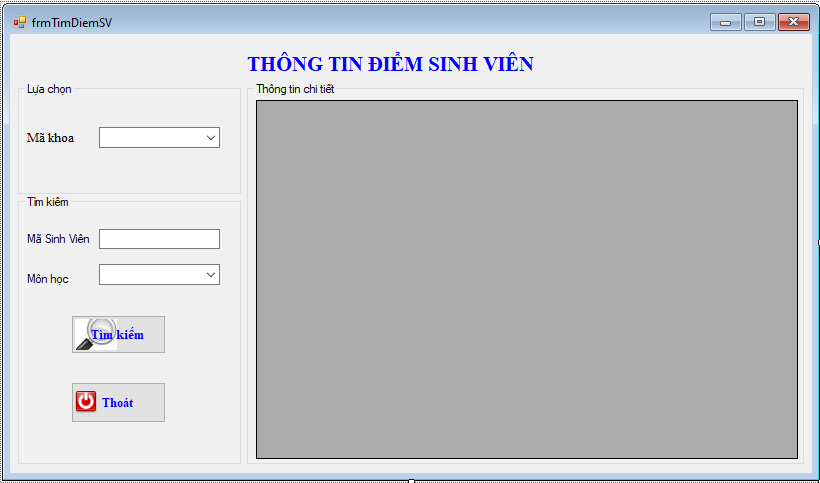 frmTimDiemSV
THÔNG TIN ĐIỂM SINH VIÊN
Lựa chọn
Mã khoa
Tìm kiếm
Mã Sinh Viên
Môn học
Tìm kiếm
Thoát
Thông tin chi tiết